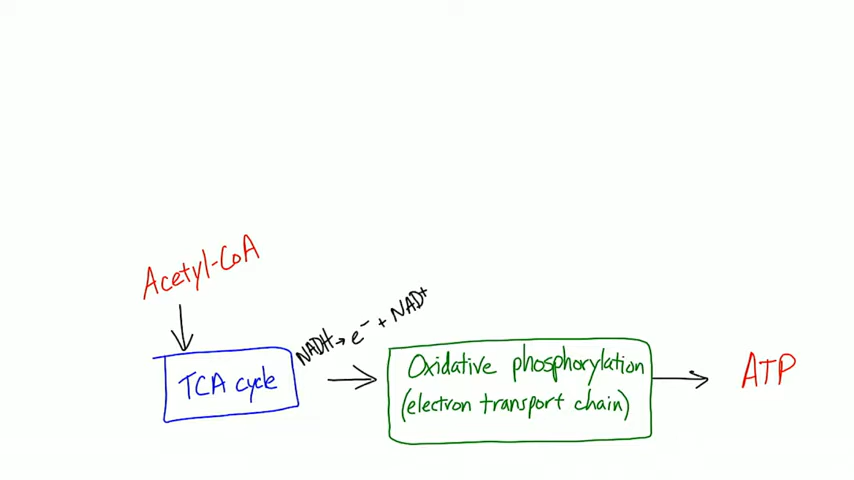 Acetyl-CoA
NADH → e⁻ + NAD⁺
TCA cycle
Oxidative phosphorylation
(electron transport chain)
ATP